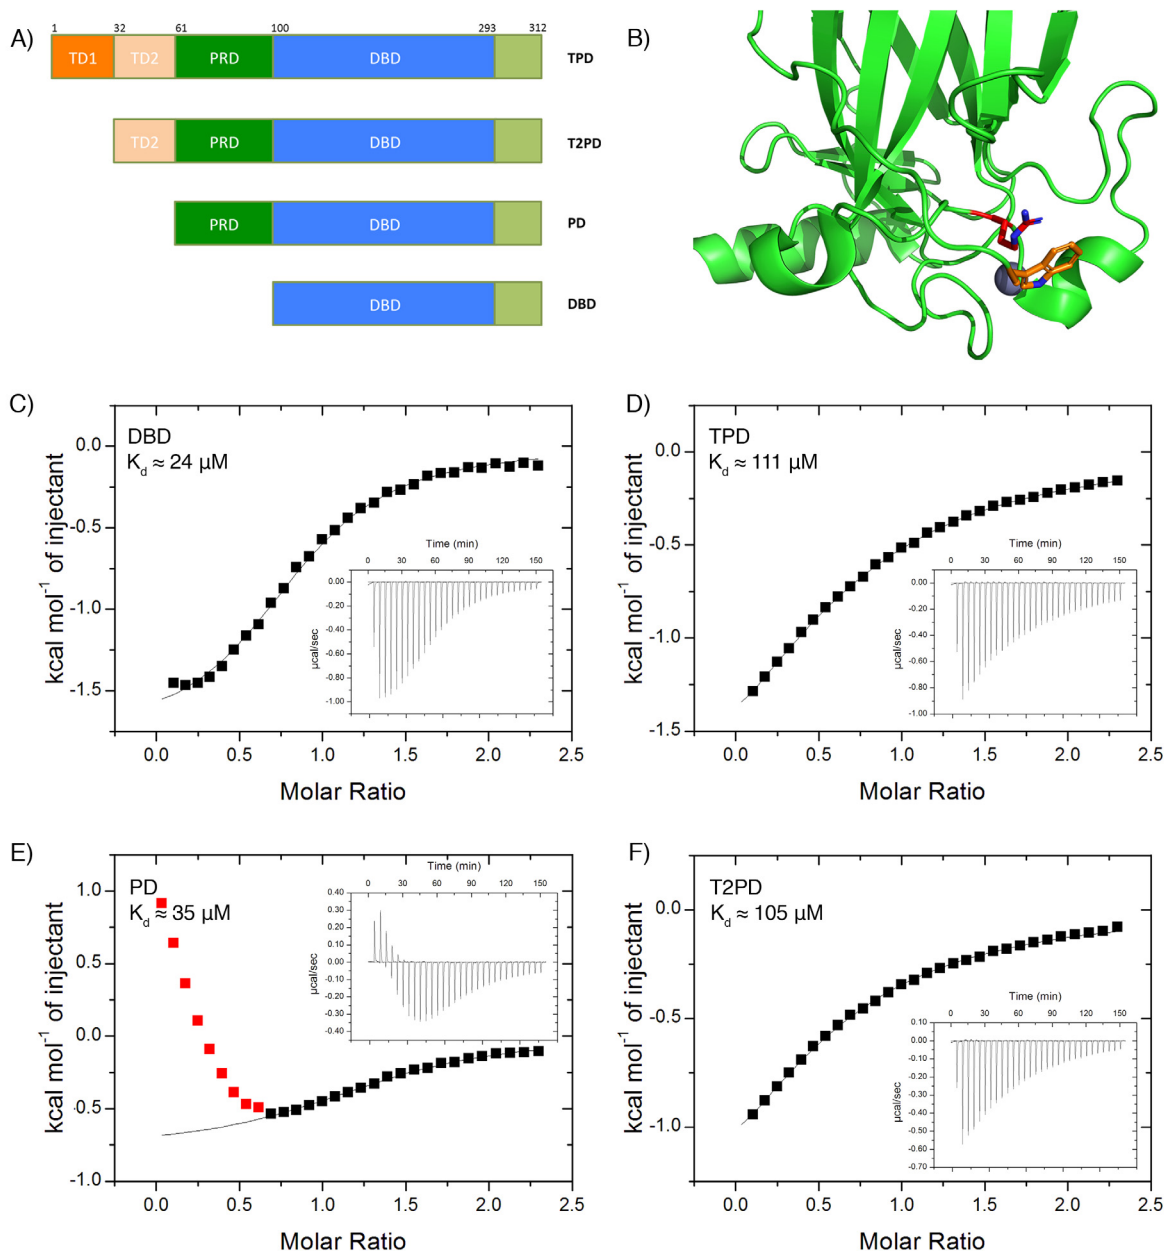 A)
1 32 61 100 293 312
TD1 TD2 PRD DBD TPD
TD2 PRD DBD T2PD
PRD DBD PD
DBD DBD
B)
C)
DBD
K_d ≈ 24 µM
kcal mol⁻¹ of injectant
0.0
-0.5
-1.0
-1.5
0.0 0.5 1.0 1.5 2.0 2.5
Molar Ratio
Time (min)
0 30 60 90 120 150
µcal/sec
0.00
-0.20
-0.40
-0.60
-0.80
-1.00
D)
TPD
K_d ≈ 111 µM
kcal mol⁻¹ of injectant
0.0
-0.5
-1.0
-1.5
0.0 0.5 1.0 1.5 2.0 2.5
Molar Ratio
Time (min)
0 30 60 90 120 150
µcal/sec
0.00
-0.20
-0.40
-0.60
-0.80
-1.00
E)
PD
K_d ≈ 35 µM
kcal mol⁻¹ of injectant
1.0
0.5
0.0
-0.5
-1.0
0.0 0.5 1.0 1.5 2.0 2.5
Molar Ratio
Time (min)
0 30 60 90 120 150
µcal/sec
0.40
0.30
0.20
0.10
0.00
-0.10
-0.20
-0.30
0.40
F)
T2PD
K_d ≈ 105 µM
kcal mol⁻¹ of injectant
0.0
-0.5
-1.0
0.0 0.5 1.0 1.5 2.0 2.5
Molar Ratio
Time (min)
0 30 60 90 120 150
µcal/sec
0.10
0.00
-0.10
-0.20
-0.30
-0.40
-0.50
-0.60
-0.70